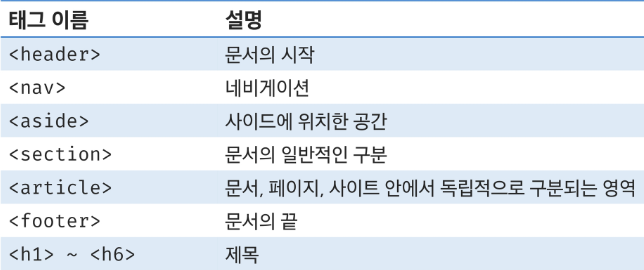 태그 이름 설명
<header> 문서의 시작
<nav> 네비게이션
<aside> 사이드에 위치한 공간
<section> 문서의 일반적인 구분
<article> 문서, 페이지, 사이트 안에서 독립적으로 구분되는 영역
<footer> 문서의 끝
<h1> ~ <h6> 제목